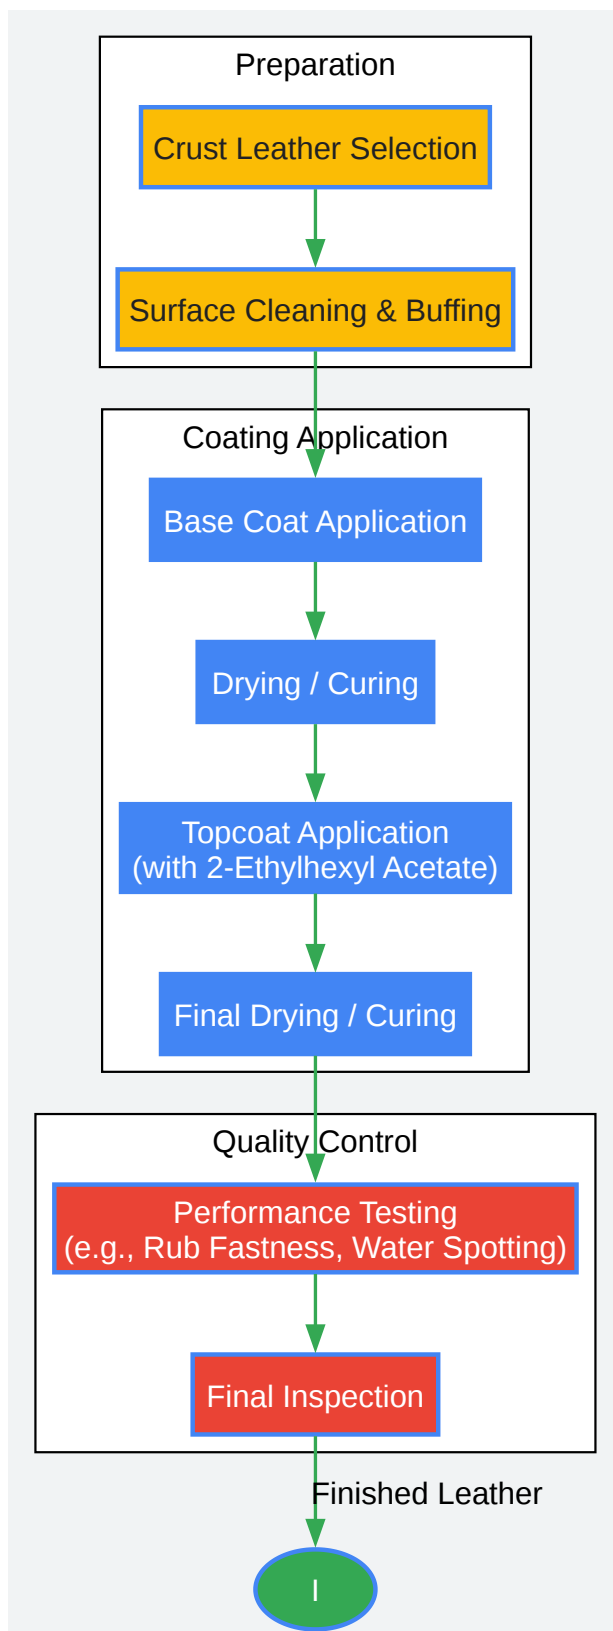 Preparation
Crust Leather Selection
Surface Cleaning & Buffing
Coating Application
Base Coat Application
Drying / Curing
Topcoat Application
(with 2-Ethylhexyl Acetate)
Final Drying / Curing
Quality Control
Performance Testing
(e.g., Rub Fastness, Water Spotting)
Final Inspection
Finished Leather
I